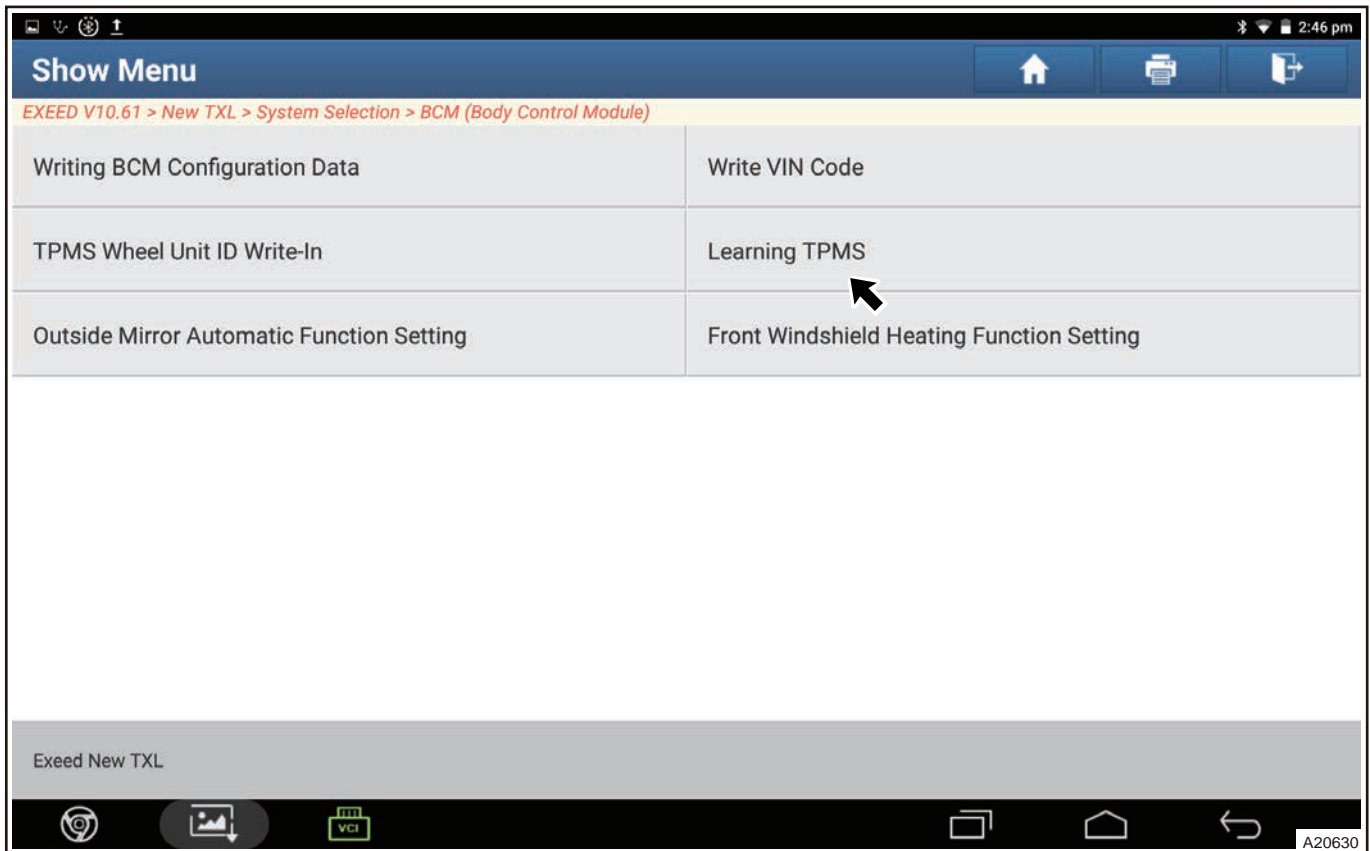 2:46 pm
Show Menu
EXEED V10.61 > New TXL > System Selection > BCM (Body Control Module)
Writing BCM Configuration Data
Write VIN Code
TPMS Wheel Unit ID Write-In
Learning TPMS
Outside Mirror Automatic Function Setting
Front Windshield Heating Function Setting
Exeed New TXL
VCI
A20630